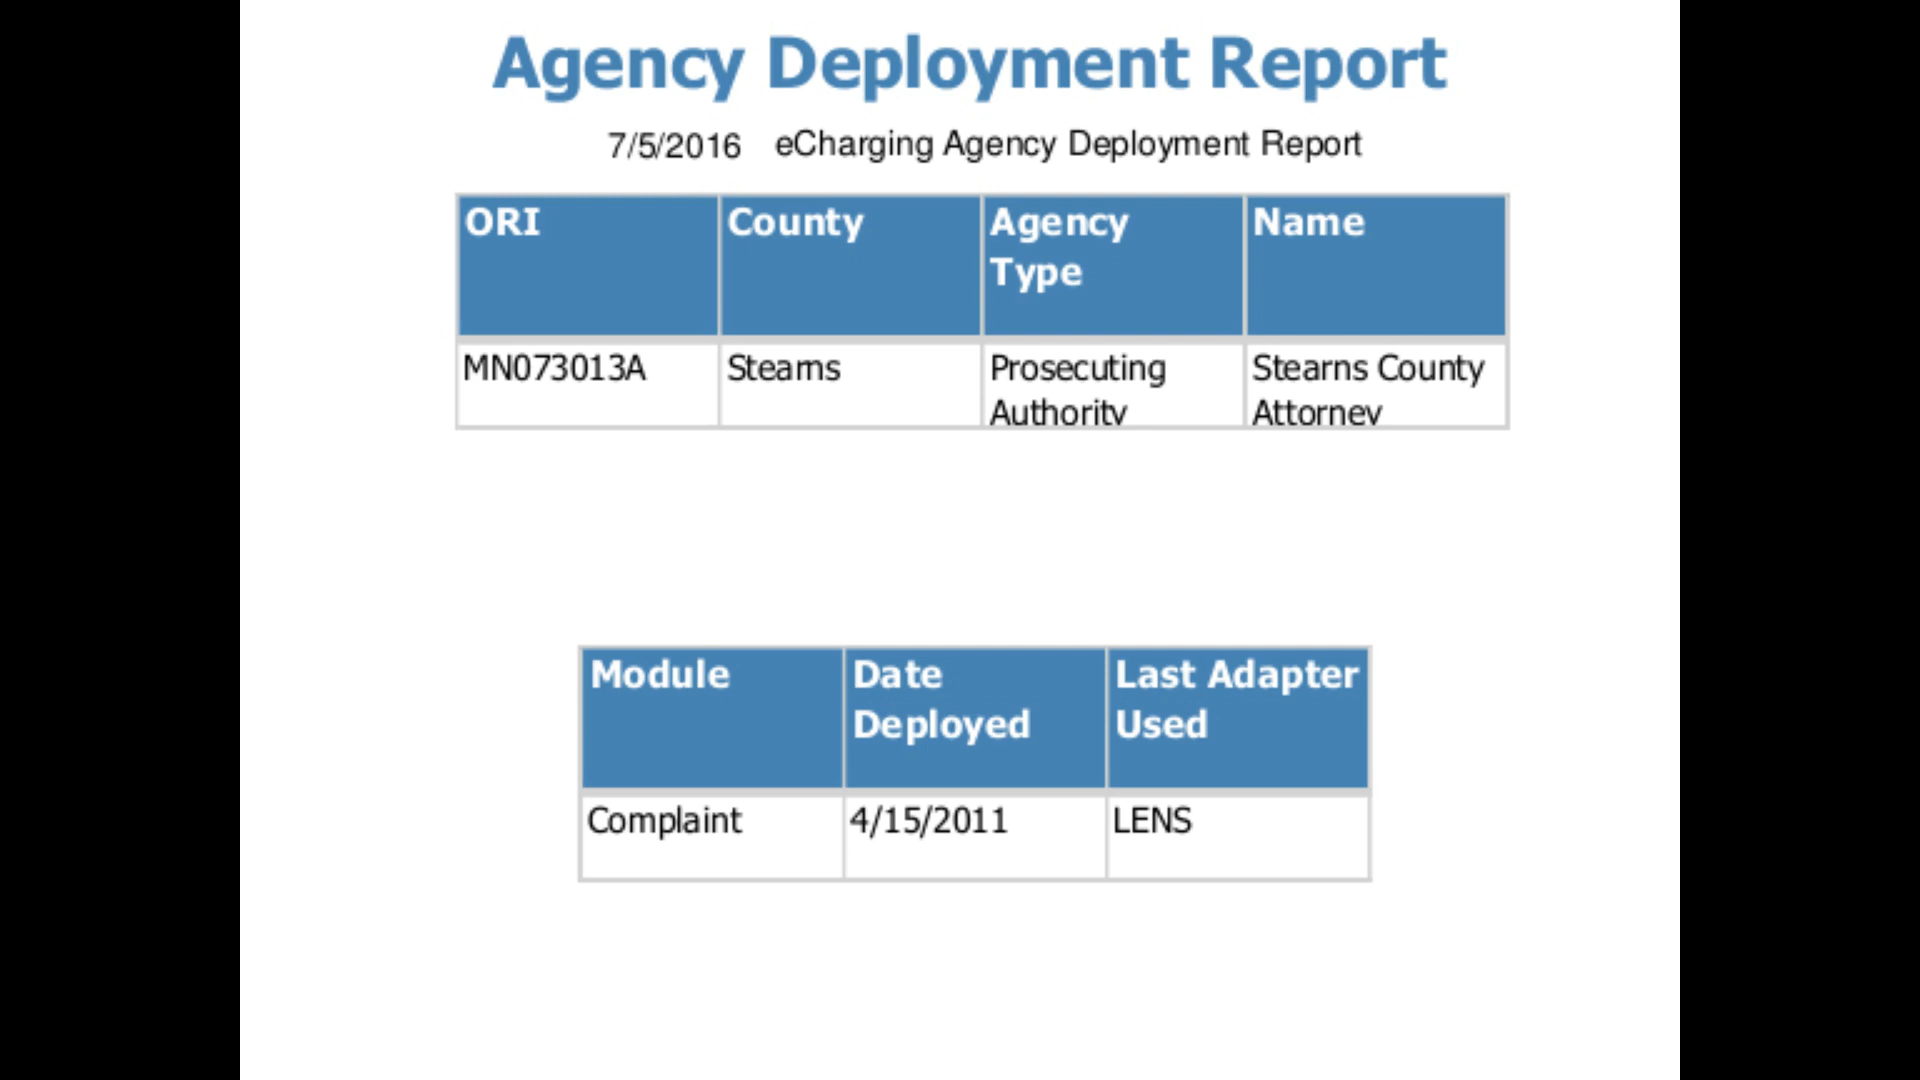 Agency Deployment Report
7/5/2016 eCharging Agency Deployment Report
ORI County Agency Type Name
MN073013A Stearns Prosecuting Authority Stearns County Attorney
Module Date Deployed Last Adapter Used
Complaint 4/15/2011 LENS